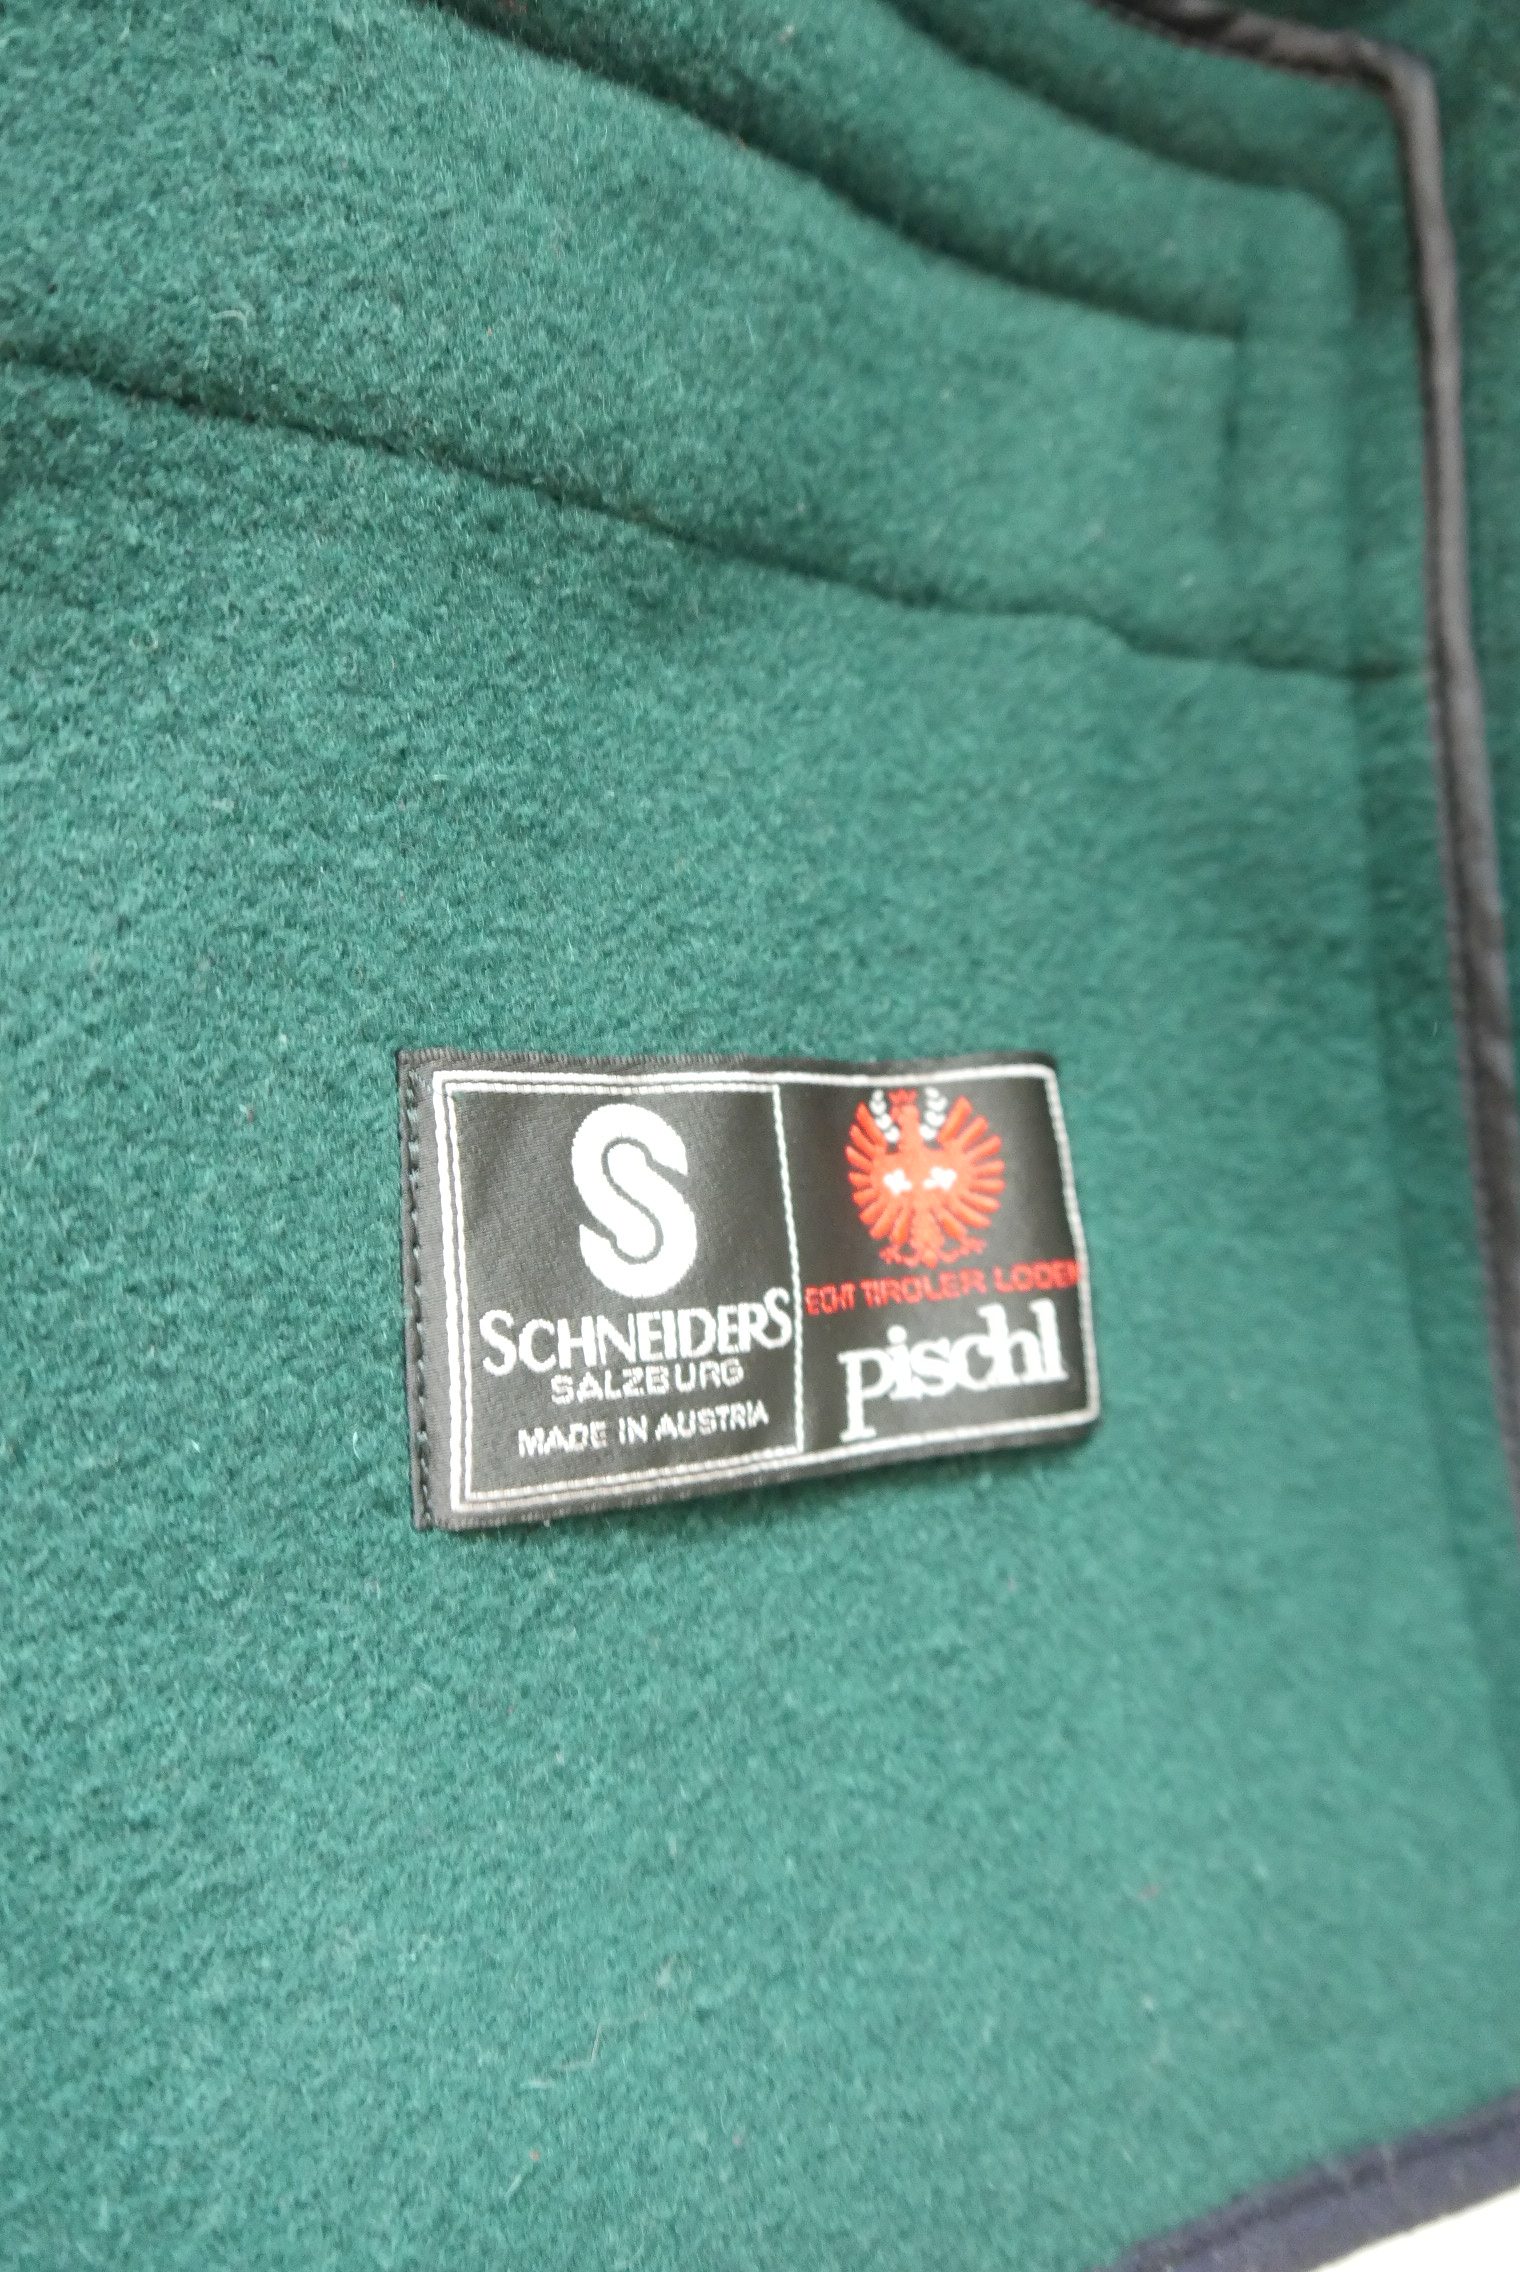 S
SCHNEIDERS
SALZBURG
MADE IN AUSTRIA
ECHT TIROLER LODEN
pischl